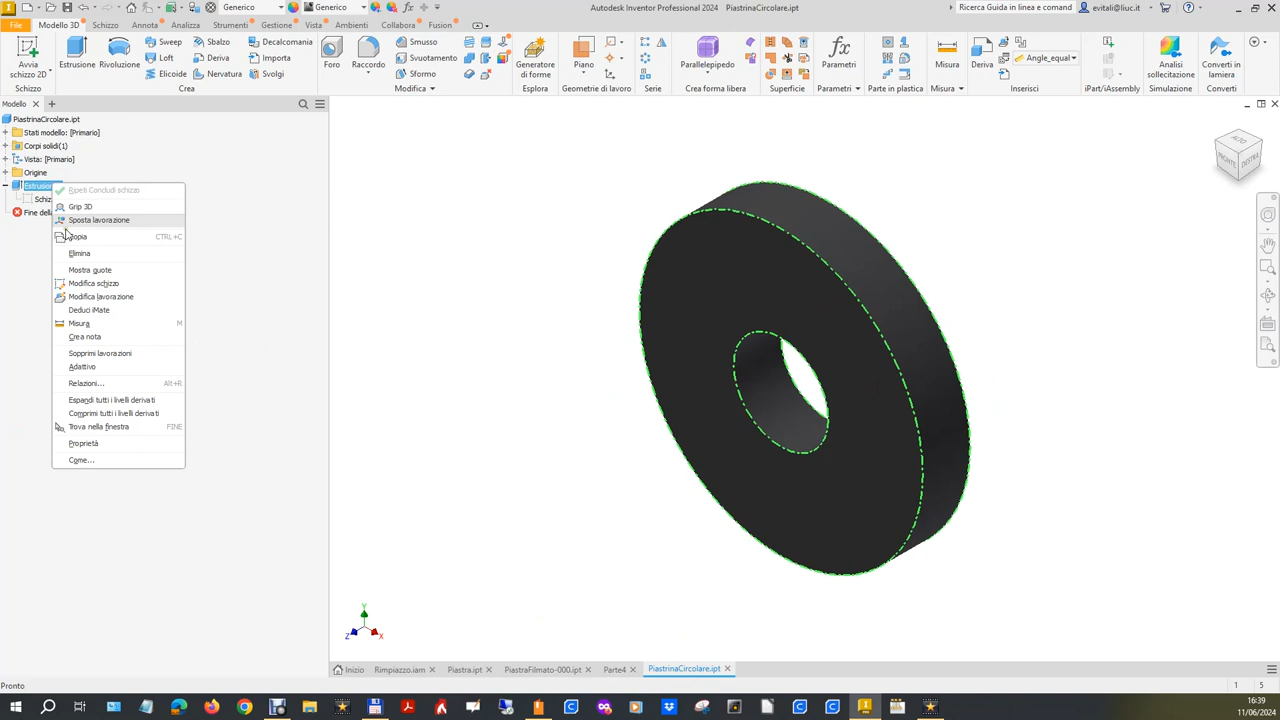 Generico
Generico
Autodesk Inventor Professional 2024 PiastrinaCircolare.ipt
Ricerca Guida in linea e comand
evitali@liuc.it
File
Modello 3D
Schizzo
Annota
Analizza
Strumenti
Gestione
Vista
Ambienti
Collabora
Fusion
Avvia
schizzo 2D
Schizzo
Estrusione
Rivoluzione
Sweep
Loft
Elicoide
Sbalzo
Deriva
Nervatura
Decalcomania
Importa
Svolgi
Crea
Foro
Raccordo
Smusso
Svuotamento
Sformo
Modifica
Generatore
di forme
Esplora
Piano
Geometrie di lavoro
Serie
Parallelepipedo
Crea forma libera
Superficie
Parametri
Parametri
Parte in plastica
Misura
Misura
Deriva
Angle_equal
Inserisci
iPart/iAssembly
Analisi
sollecitazione
Simulazione
Converti
in lamiera
Converti
Modello
PiastrinaCircolare.ipt
Stati modello: [Primario]
Corpi solidi(1)
Vista: [Primario]
Origine
Ripeti Concludi schizzo
Grip 3D
Sposta lavorazione
CTRL+C
Elimina
Mostra quote
Modifica schizzo
Modifica lavorazione
Deduci iMate
Misura M
Crea nota
Sopprimi lavorazioni
Adattivo
Relazioni... Alt+R
Espandi tutti i livelli derivati
Comprimi tutti i livelli derivati
Trova nella finestra FINE
Proprietà
Come...
ALTO
FRONTE
DESTRA
Y
Z
X
Inizio
Rimpiazzo.iam
Piastra.ipt
PiastraFilmato-000.ipt
Parte4
PiastrinaCircolare.ipt
Pronto
1
5
16:39
11/06/2024